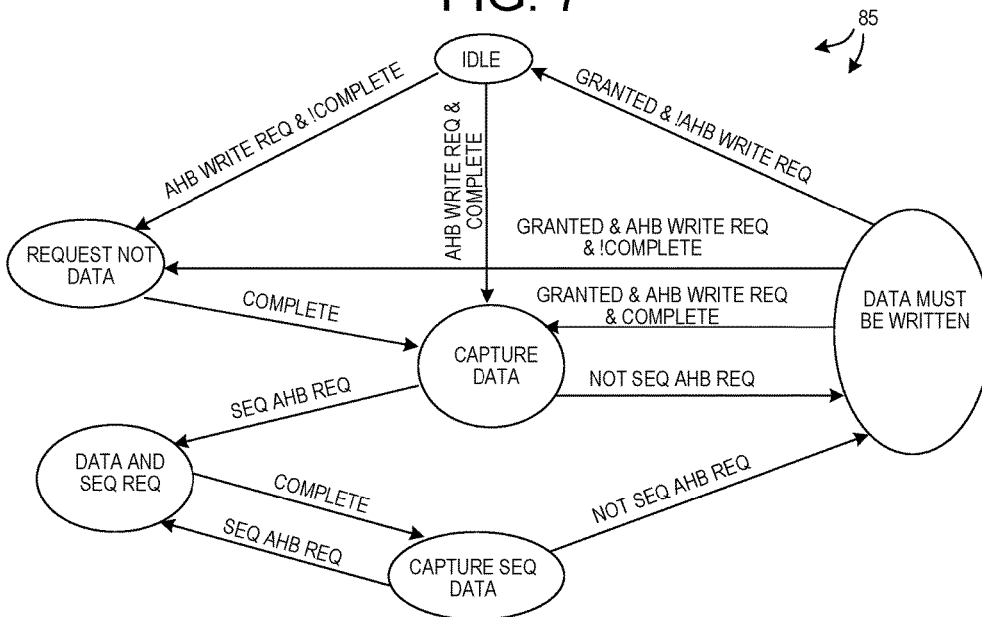 FIG. 7
85
IDLE
AHB WRITE REQ & !COMPLETE
AHB WRITE REQ &
COMPLETE
GRANTED & !AHB WRITE REQ
REQUEST NOT
DATA
GRANTED & AHB WRITE REQ
& !COMPLETE
COMPLETE
GRANTED & AHB WRITE REQ
& COMPLETE
DATA MUST
BE WRITTEN
CAPTURE
DATA
NOT SEQ AHB REQ
SEQ AHB REQ
DATA AND
SEQ REQ
COMPLETE
NOT SEQ AHB REQ
SEQ AHB REQ
CAPTURE SEQ
DATA